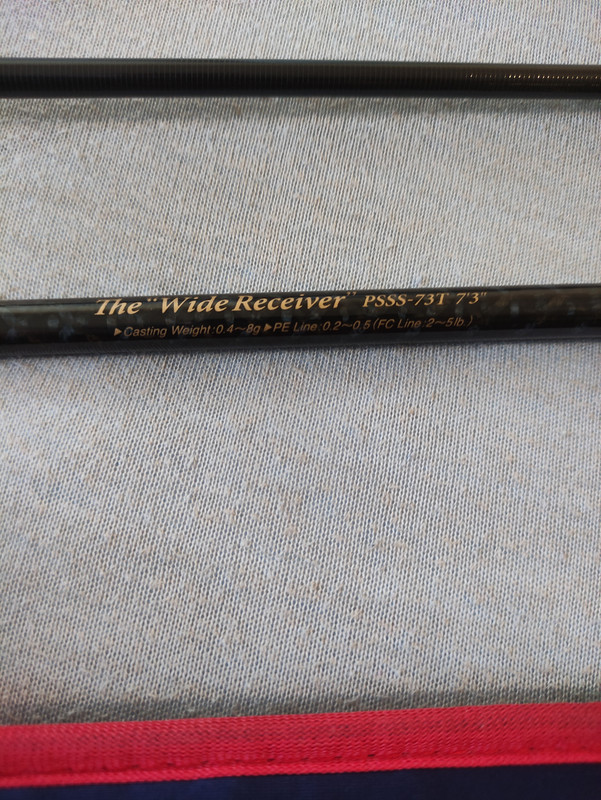 The "Wide Receiver" PSSS-73T 7'3"
▶Casting Weight:0.4〜8g▶PE Line:0.2〜0.5(FC Line:2〜5lb.)